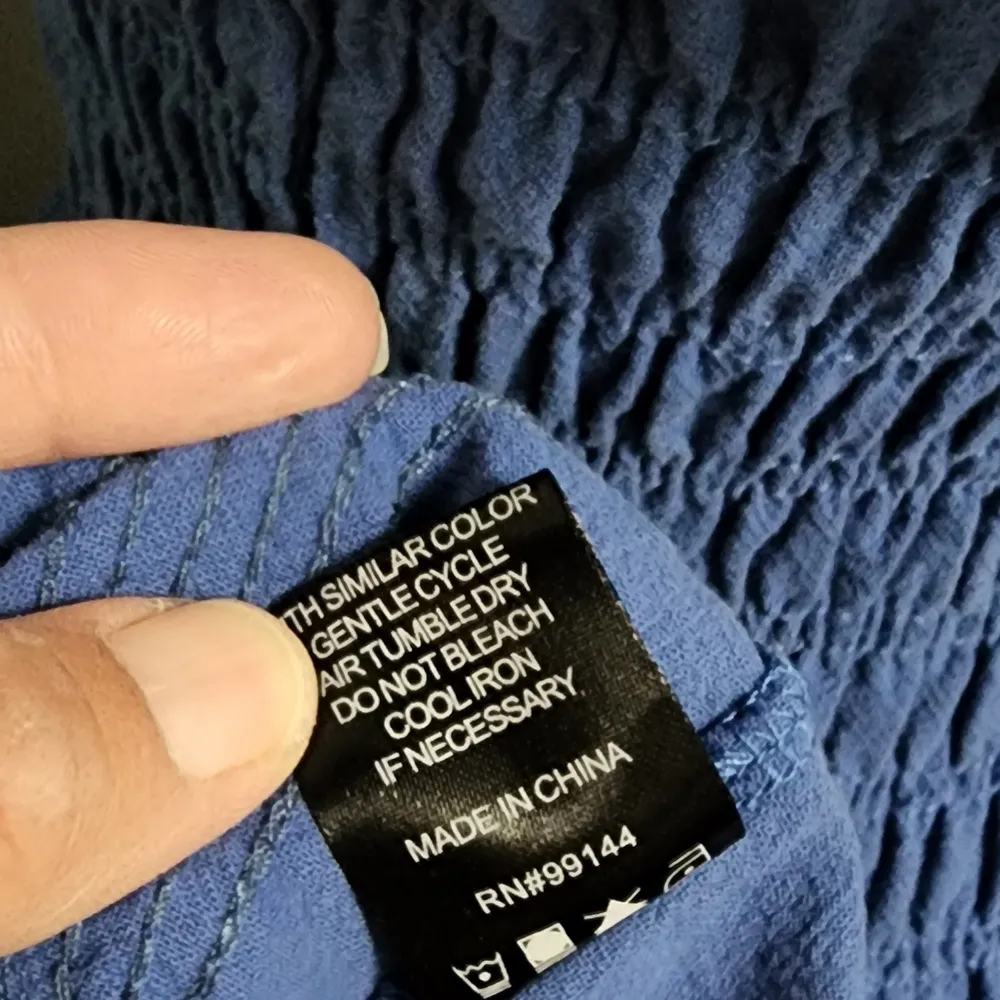 TH SIMILAR COLOR
GENTLE CYCLE
AIR TUMBLE DRY
DO NOT BLEACH
COOL IRON
IF NECESSARY
MADE IN CHINA
RN#99144